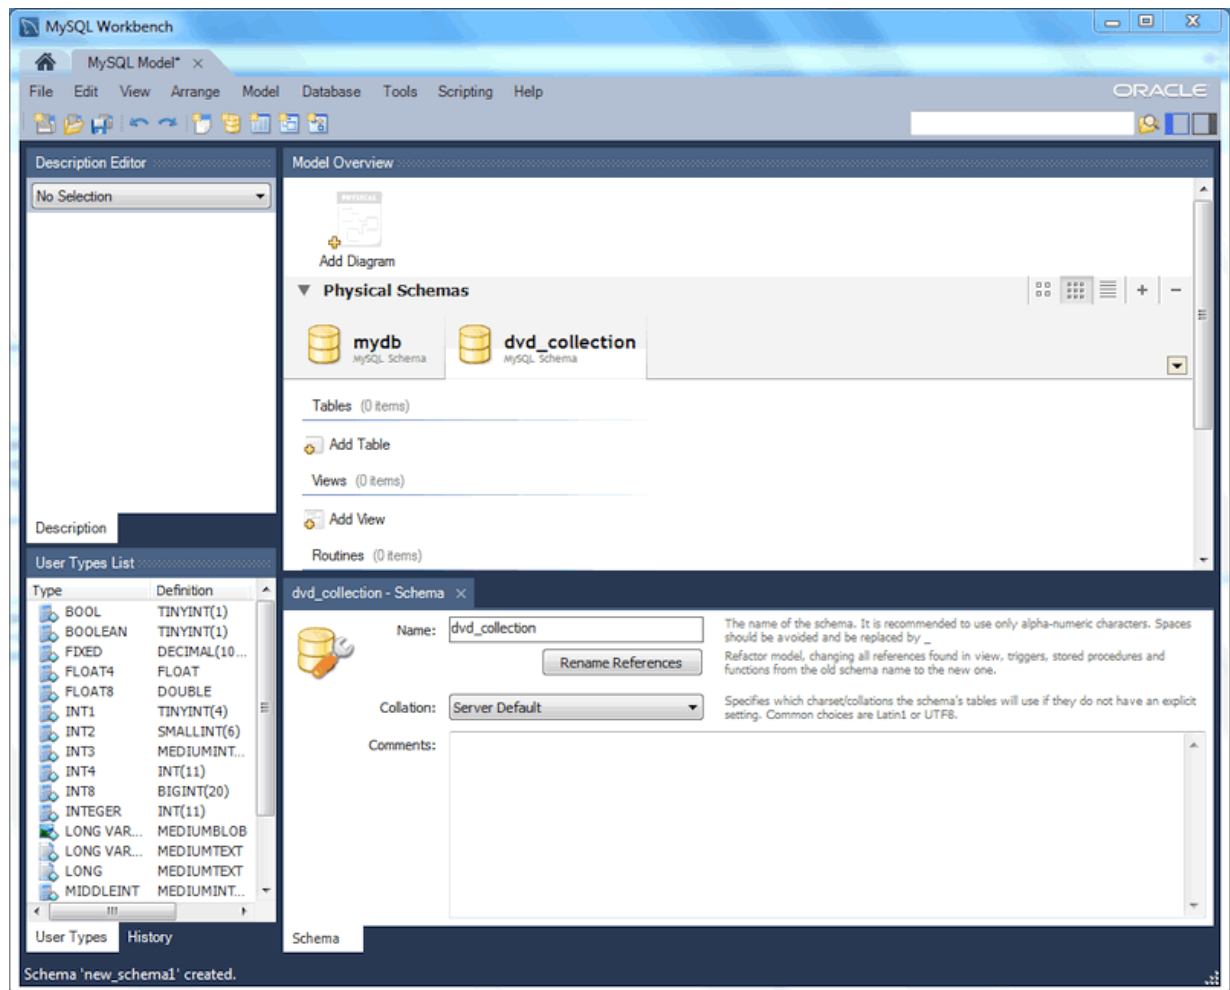 MySQL Workbench
MySQL Model* ×
File Edit View Arrange Model Database Tools Scripting Help
ORACLE
Description Editor
No Selection
Description
User Types List
Type Definition
BOOL TINYINT(1)
BOOLEAN TINYINT(1)
FIXED DECIMAL(10...
FLOAT4 FLOAT
FLOAT8 DOUBLE
INT1 TINYINT(4)
INT2 SMALLINT(6)
INT3 MEDIUMINT...
INT4 INT(11)
INT8 BIGINT(20)
INTEGER INT(11)
LONG VAR... MEDIUMBLOB
LONG VAR... MEDIUMTEXT
LONG MEDIUMTEXT
MIDDLEINT MEDIUMINT...
User Types History
Model Overview
PHYSICAL
Add Diagram
Physical Schemas
mydb
MySQL Schema
dvd_collection
MySQL Schema
Tables (0 items)
Add Table
Views (0 items)
Add View
Routines (0 items)
dvd_collection - Schema ×
Name: dvd_collection
The name of the schema. It is recommended to use only alpha-numeric characters. Spaces
should be avoided and be replaced by _
Rename References
Refactor model, changing all references found in view, triggers, stored procedures and
functions from the old schema name to the new one.
Collation: Server Default
Specifies which charset/collations the schema's tables will use if they do not have an explicit
setting. Common choices are Latin1 or UTF8.
Comments:
Schema
Schema 'new_schema1' created.